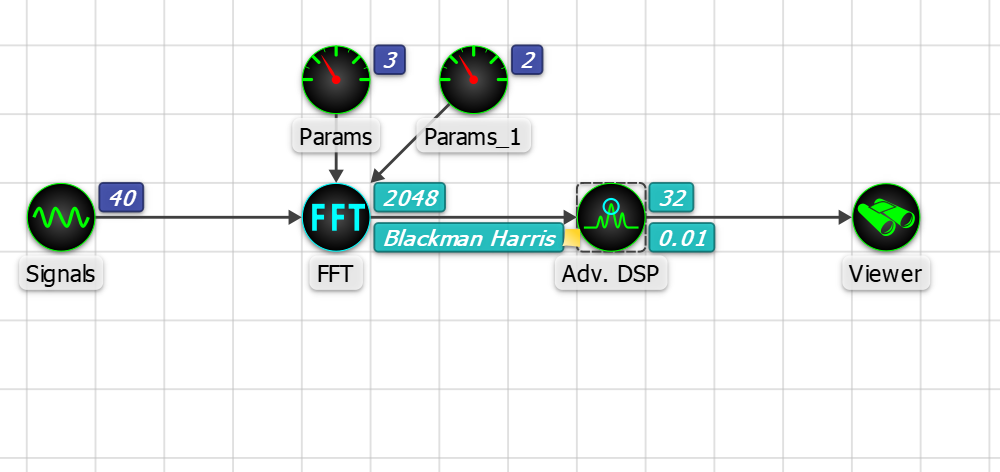 3
2
Params
Params_1
40
2048
32
FFT
Blackman Harris
0.01
Signals
FFT
Adv. DSP
Viewer